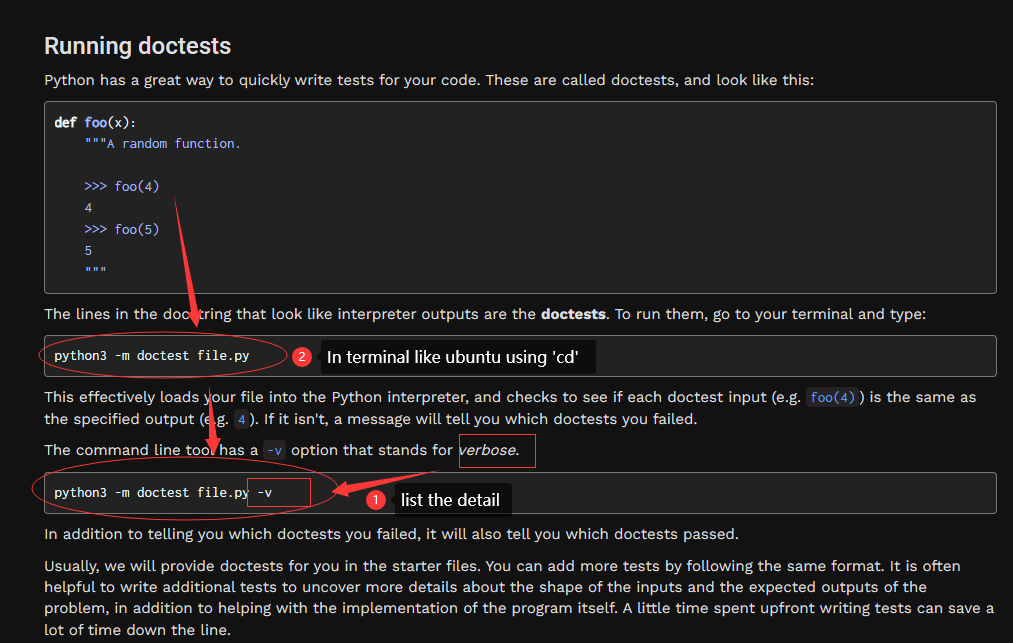 Running doctests
Python has a great way to quickly write tests for your code. These are called doctests, and look like this:
def foo(x):
    """A random function.
    >>> foo(4)
    4
    >>> foo(5)
    5
    """
The lines in the docstring that look like interpreter outputs are the doctests. To run them, go to your terminal and type:
python3 -m doctest file.py
2 In terminal like ubuntu using 'cd'
This effectively loads your file into the Python interpreter, and checks to see if each doctest input (e.g. foo(4)) is the same as
the specified output (e.g. 4). If it isn't, a message will tell you which doctests you failed.
The command line tool has a -v option that stands for verbose.
python3 -m doctest file.py -v
1 list the detail
In addition to telling you which doctests you failed, it will also tell you which doctests passed.
Usually, we will provide doctests for you in the starter files. You can add more tests by following the same format. It is often
helpful to write additional tests to uncover more details about the shape of the inputs and the expected outputs of the
problem, in addition to helping with the implementation of the program itself. A little time spent upfront writing tests can save a
lot of time down the line.